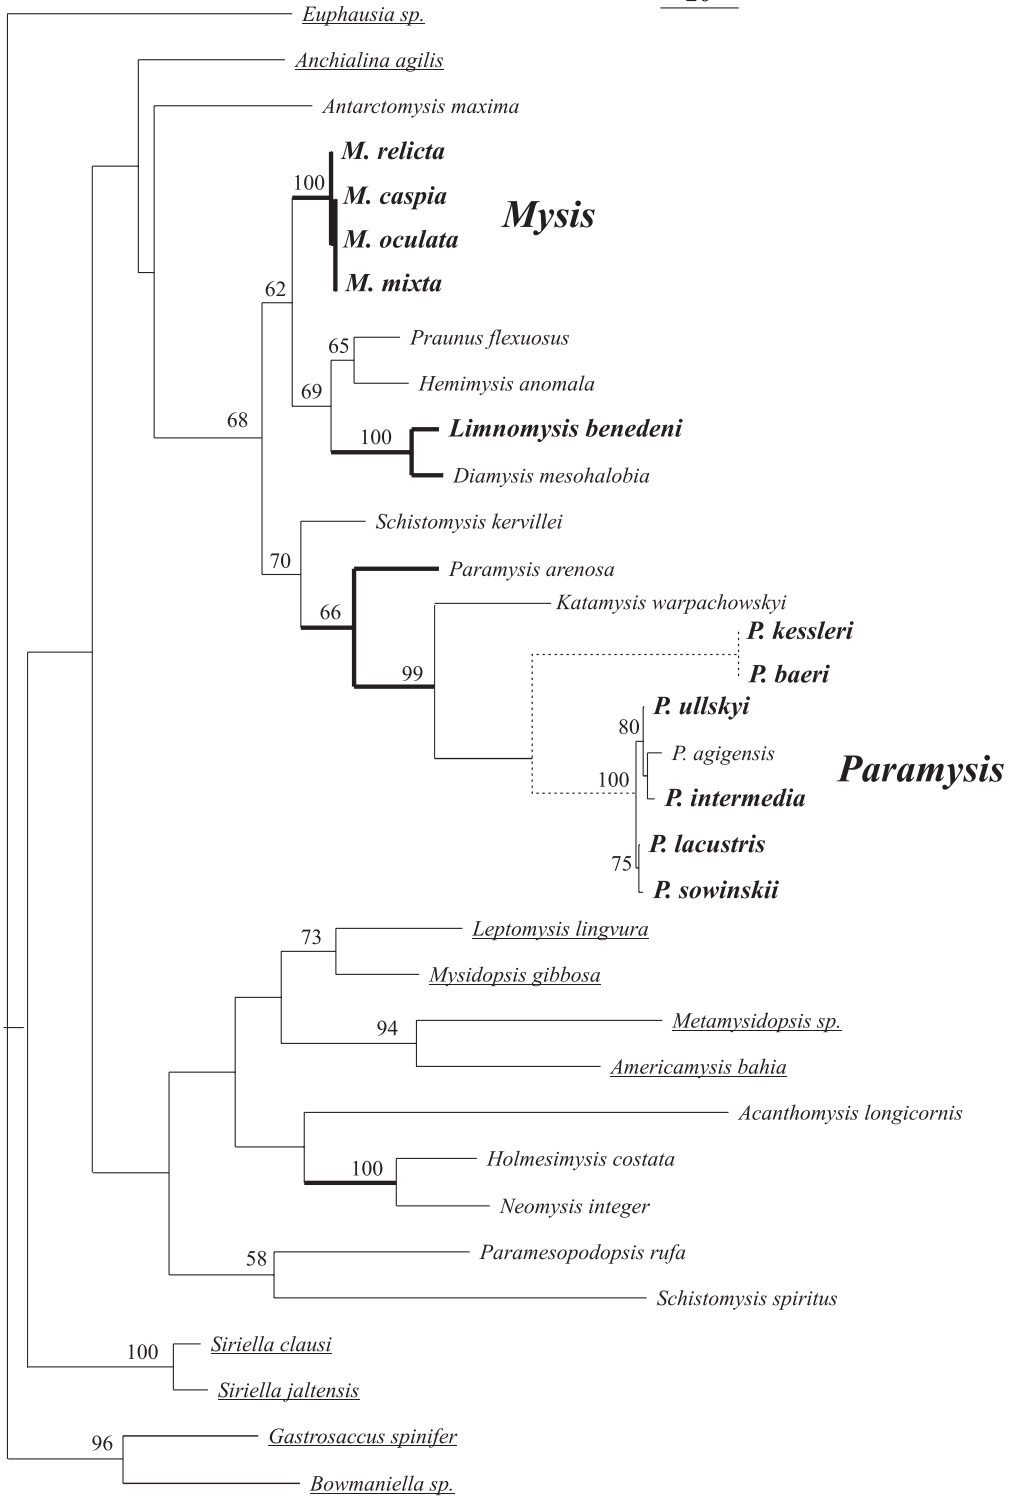 Euphausia sp.
Anchialina agilis
Antarctomysis maxima
M. relicta
100
M. caspia
Mysis
M. oculata
M. mixta
62
Praunus flexuosus
65
Hemimysis anomala
69
68
Limnomysis benedeni
100
Diamysis mesohalobia
Schistomysis kervillei
70
Paramysis arenosa
66
Katamysis warpachowskyi
P. kessleri
99
P. baeri
P. ullskyi
80
P. agigensis
Paramysis
100
P. intermedia
P. lacustris
75
P. sowinskii
Leptomysis lingvura
73
Mysidopsis gibbosa
Metamysidopsis sp.
94
Americamysis bahia
Acanthomysis longicornis
Holmesimysis costata
100
Neomysis integer
Paramesopodopsis rufa
58
Schistomysis spiritus
Siriella clausi
100
Siriella jaltensis
Gastrosaccus spinifer
96
Bowmaniella sp.